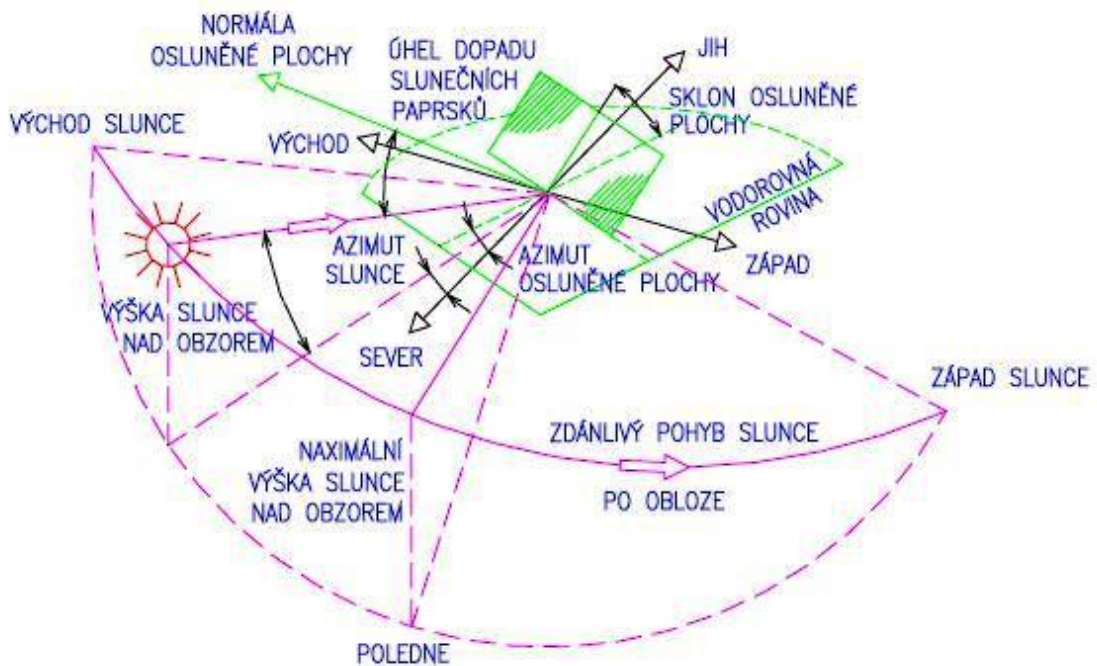 NORMÁLA
OSLUNĚNÉ PLOCHY
ÚHEL DOPADU
SLUNEČNÍCH
PAPRSKŮ
JIH
SKLON OSLUNĚNÉ
PLOCHY
VÝCHOD SLUNCE
VÝCHOD
VODOROVNÁ
ROVINA
AZIMUT
SLUNCE
AZIMUT
OSLUNĚNÉ PLOCHY
ZÁPAD
VÝŠKA SLUNCE
NAD OBZOREM
SEVER
ZÁPAD SLUNCE
NAXIMÁLNÍ
VÝŠKA SLUNCE
NAD OBZOREM
ZDÁNLIVÝ POHYB SLUNCE
PO OBLOZE
POLEDNE